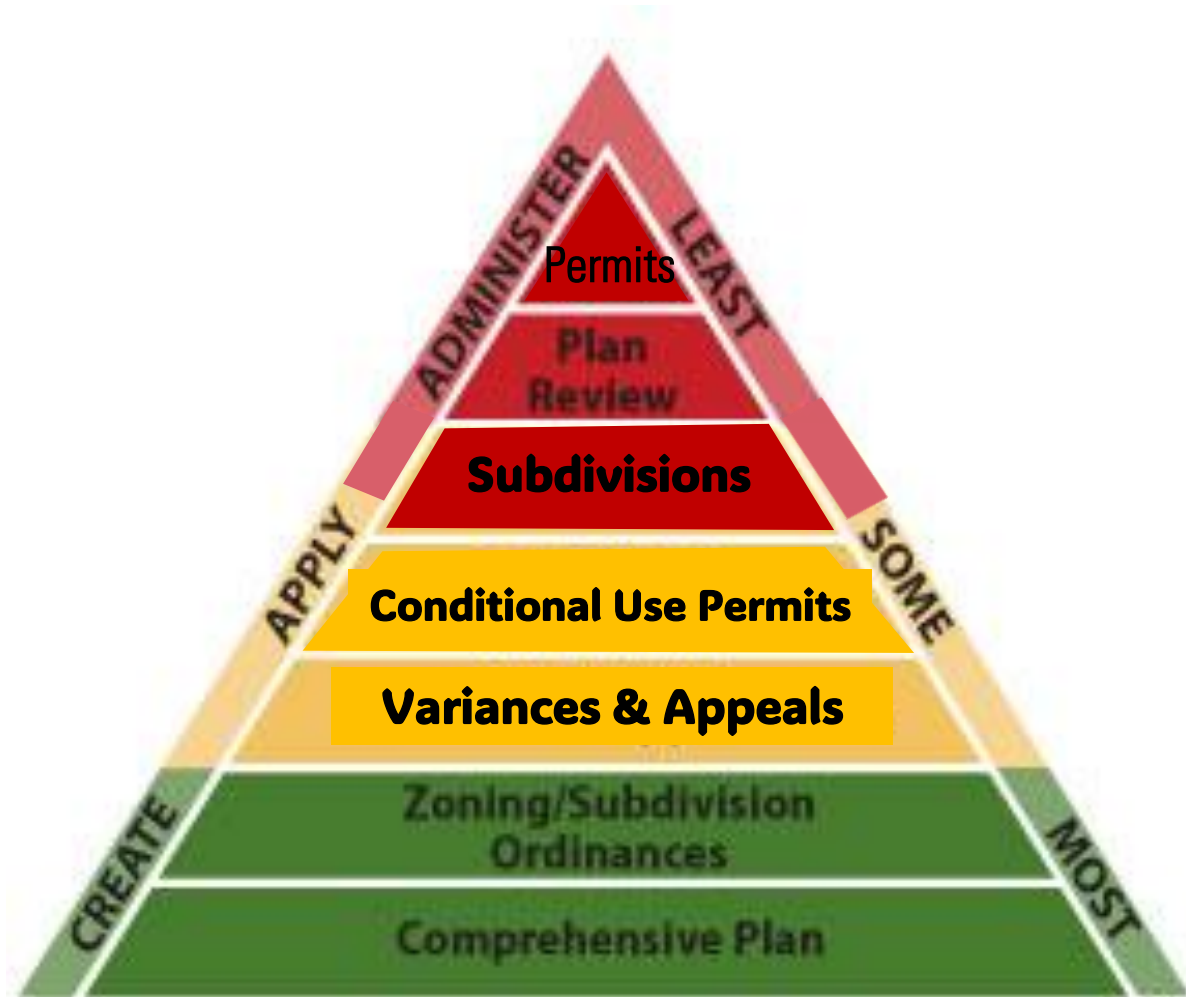 ADMINISTER
LEAST
Permits
Plan
Review
Subdivisions
APPLY
SOME
Conditional Use Permits
Variances & Appeals
CREATE
MOST
Zoning/Subdivision
Ordinances
Comprehensive Plan